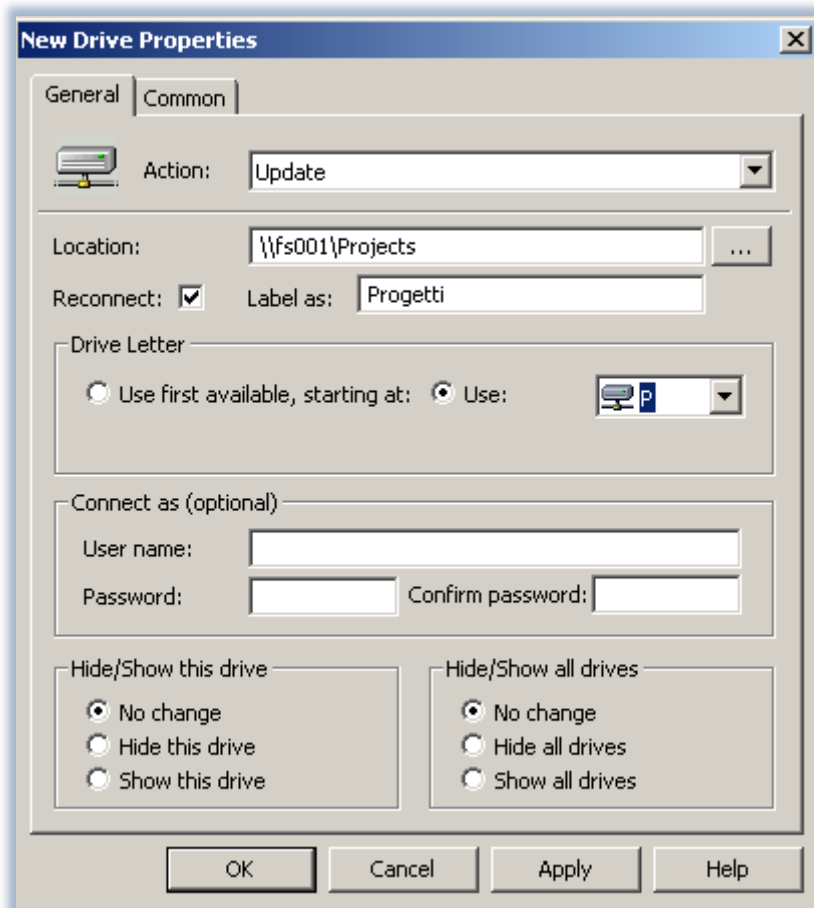 New Drive Properties
General Common
Action: Update
Location: \\fs001\Projects ...
Reconnect: Label as: Progetti
Drive Letter
Use first available, starting at: Use: P
Connect as (optional)
User name:
Password: Confirm password:
Hide/Show this drive Hide/Show all drives
No change No change
Hide this drive Hide all drives
Show this drive Show all drives
OK Cancel Apply Help